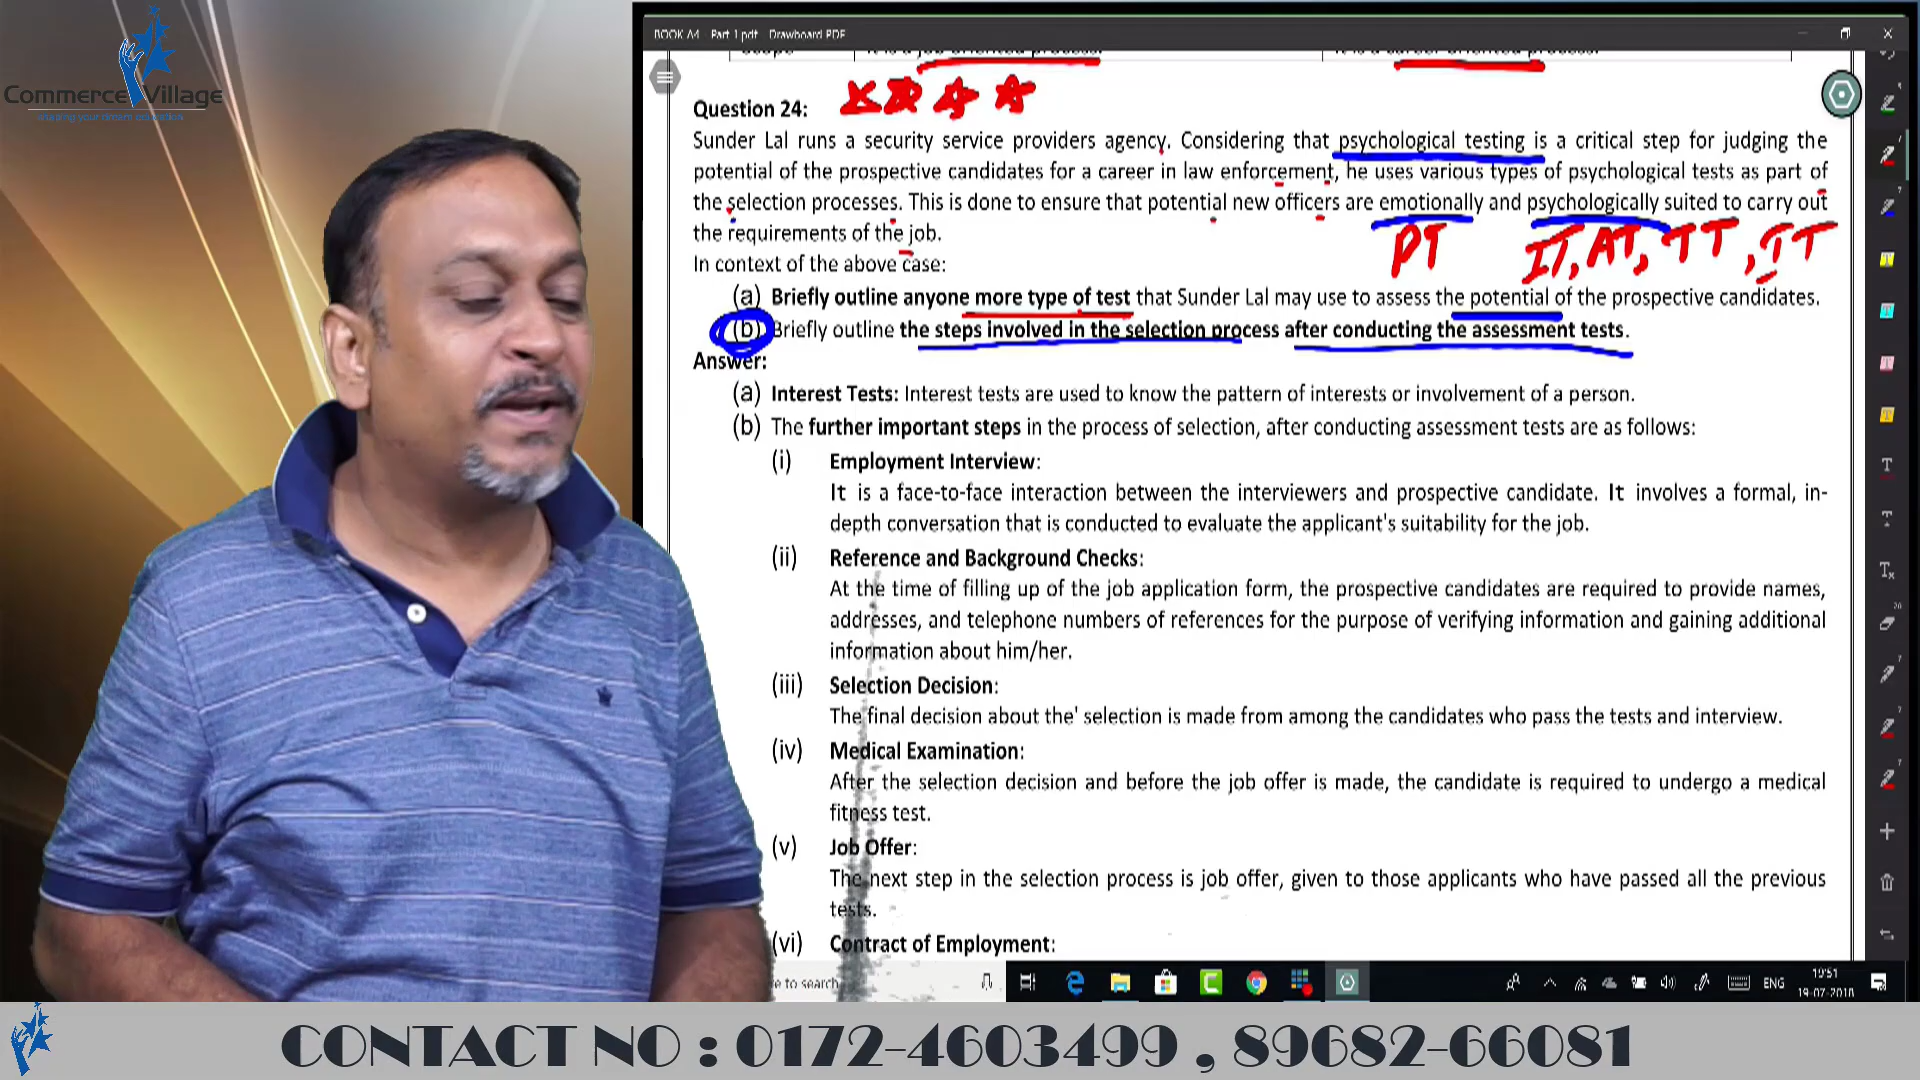 Commerce Village
BOOK A4 - Part 1.pdf - Drawboard PDF
Question 24:
Sunder Lal runs a security service providers agency. Considering that psychological testing is a critical step for judging the
potential of the prospective candidates for a career in law enforcement, he uses various types of psychological tests as part of
the selection processes. This is done to ensure that potential new officers are emotionally and psychologically suited to carry out
the requirements of the job.
PT IT, AT, TT, IT
In context of the above case:
(a) Briefly outline anyone more type of test that Sunder Lal may use to assess the potential of the prospective candidates.
(b) Briefly outline the steps involved in the selection process after conducting the assessment tests.
Answer:
(a) Interest Tests: Interest tests are used to know the pattern of interests or involvement of a person.
(b) The further important steps in the process of selection, after conducting assessment tests are as follows:
(i) Employment Interview:
It is a face-to-face interaction between the interviewers and prospective candidate. It involves a formal, in-
depth conversation that is conducted to evaluate the applicant's suitability for the job.
(ii) Reference and Background Checks:
At the time of filling up of the job application form, the prospective candidates are required to provide names,
addresses, and telephone numbers of references for the purpose of verifying information and gaining additional
information about him/her.
(iii) Selection Decision:
The final decision about the' selection is made from among the candidates who pass the tests and interview.
(iv) Medical Examination:
After the selection decision and before the job offer is made, the candidate is required to undergo a medical
fitness test.
(v) Job Offer:
The next step in the selection process is job offer, given to those applicants who have passed all the previous
tests.
(vi) Contract of Employment:
e to search
ENG
19:51
19-07-2018
CONTACT NO : 0172-4603499 , 89682-66081